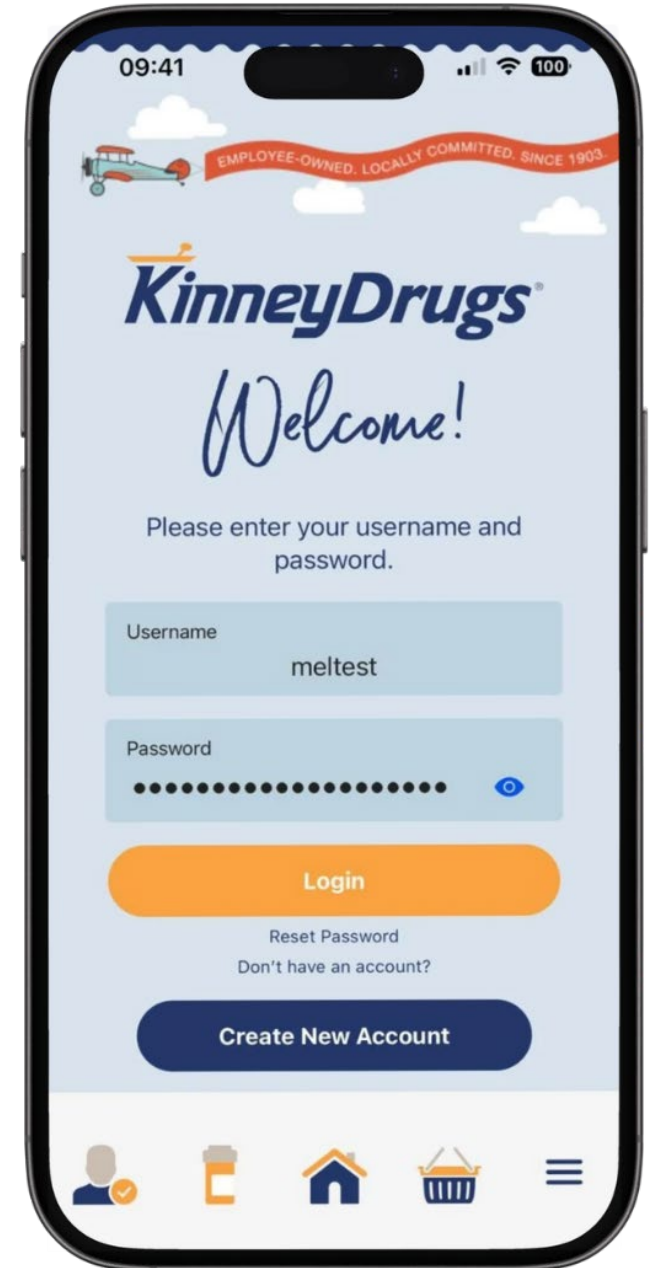 09:41
100
EMPLOYEE-OWNED. LOCALLY COMMITTED. SINCE 1903.
KinneyDrugs®
Welcome!
Please enter your username and
password.
Username
meltest
Password
Login
Reset Password
Don't have an account?
Create New Account